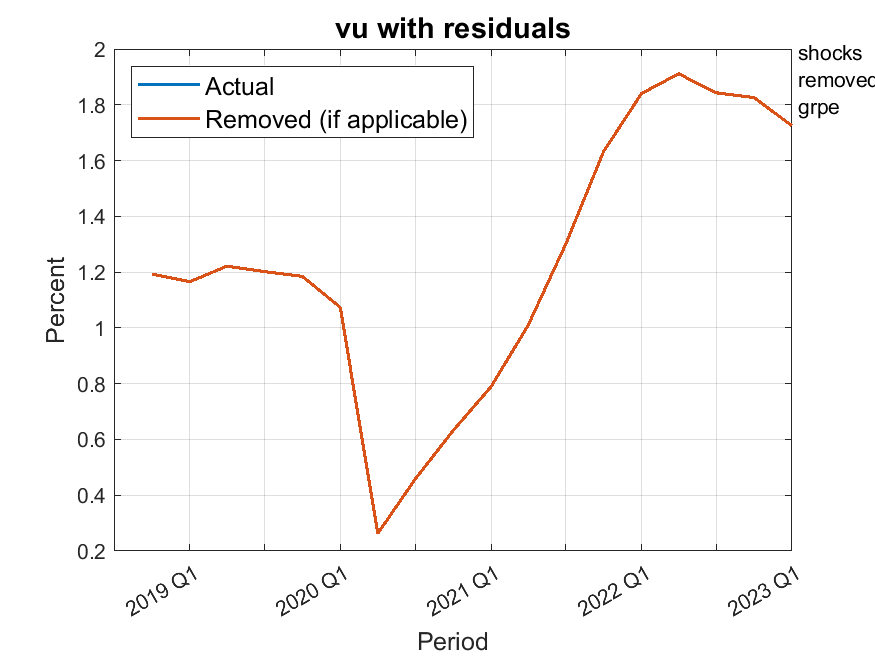 vu with residuals
2
1.8
1.6
1.4
1.2
1
0.8
0.6
0.4
0.2
Percent
Actual
Removed (if applicable)
shocks
removed
grpe
2019 Q1
2020 Q1
2021 Q1
2022 Q1
2023 Q1
Period